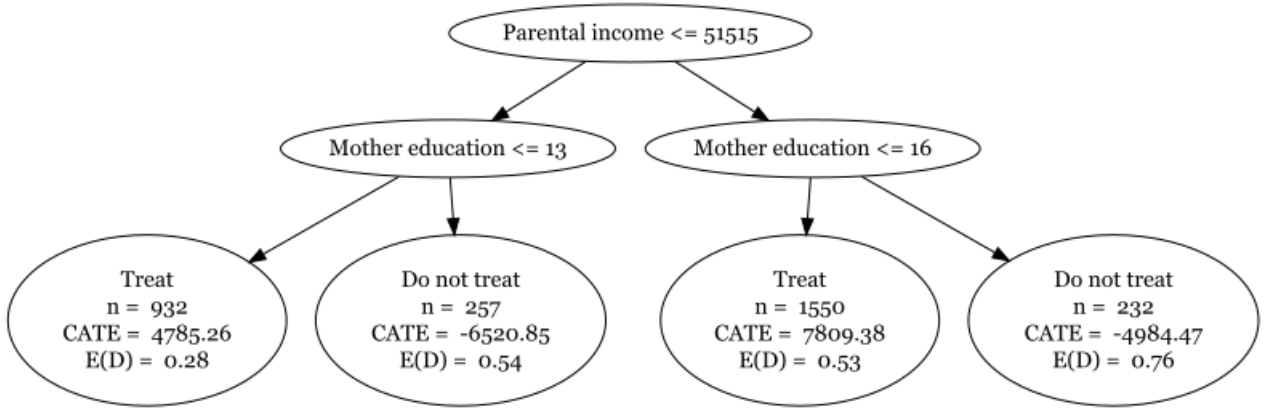 Parental income <= 51515
Mother education <= 13
Mother education <= 16
Treat
n = 932
CATE = 4785.26
E(D) = 0.28
Do not treat
n = 257
CATE = -6520.85
E(D) = 0.54
Treat
n = 1550
CATE = 7809.38
E(D) = 0.53
Do not treat
n = 232
CATE = -4984.47
E(D) = 0.76